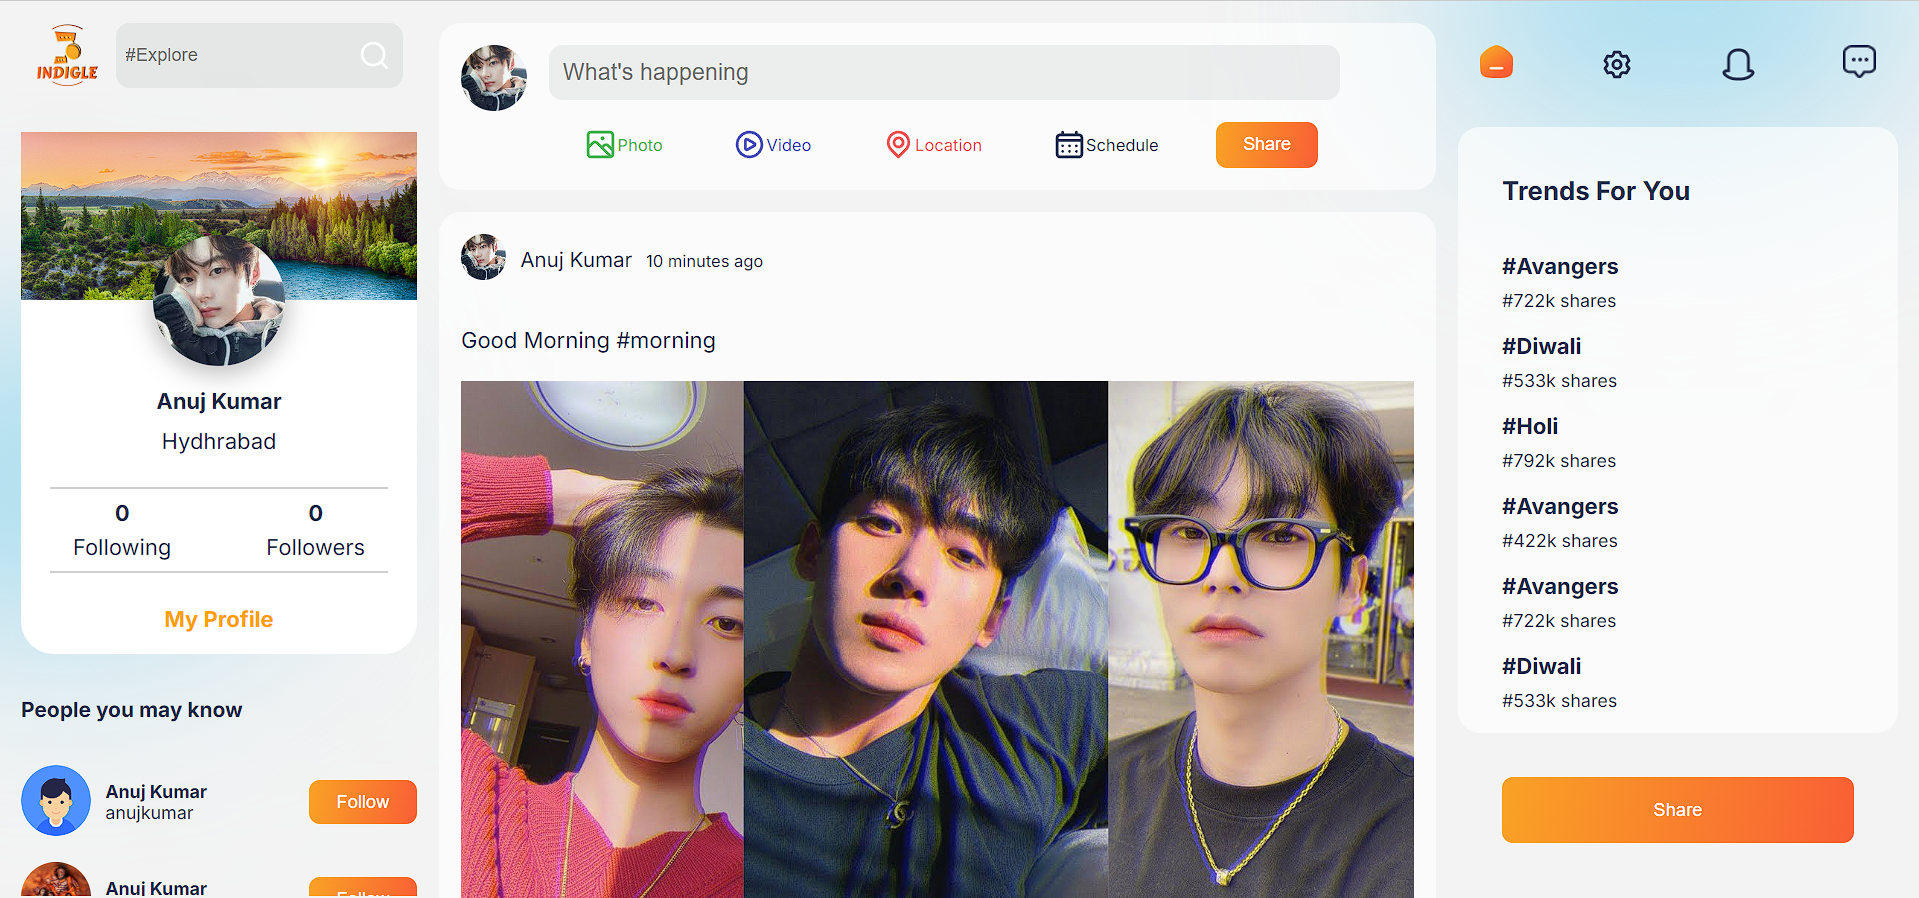 INDIGLE
#Explore
Anuj Kumar
Hydhrabad
0
Following
0
Followers
My Profile
People you may know
Anuj Kumar
anujkumar
Follow
Anuj Kumar
Follow
What's happening
Photo
Video
Location
Schedule
Share
Anuj Kumar 10 minutes ago
Good Morning #morning
Trends For You
#Avangers
#722k shares
#Diwali
#533k shares
#Holi
#792k shares
#Avangers
#422k shares
#Avangers
#722k shares
#Diwali
#533k shares
Share